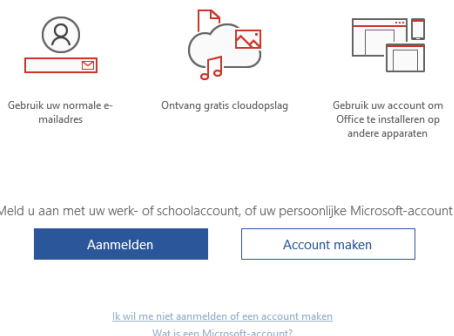 Gebruik uw normale e-
mailadres
Ontvang gratis cloudopslag
Gebruik uw account om
Office te installeren op
andere apparaten
Meld u aan met uw werk- of schoolaccount, of uw persoonlijke Microsoft-account
Aanmelden
Account maken
Ik wil me niet aanmelden of een account maken
Wat is een Microsoft-account?